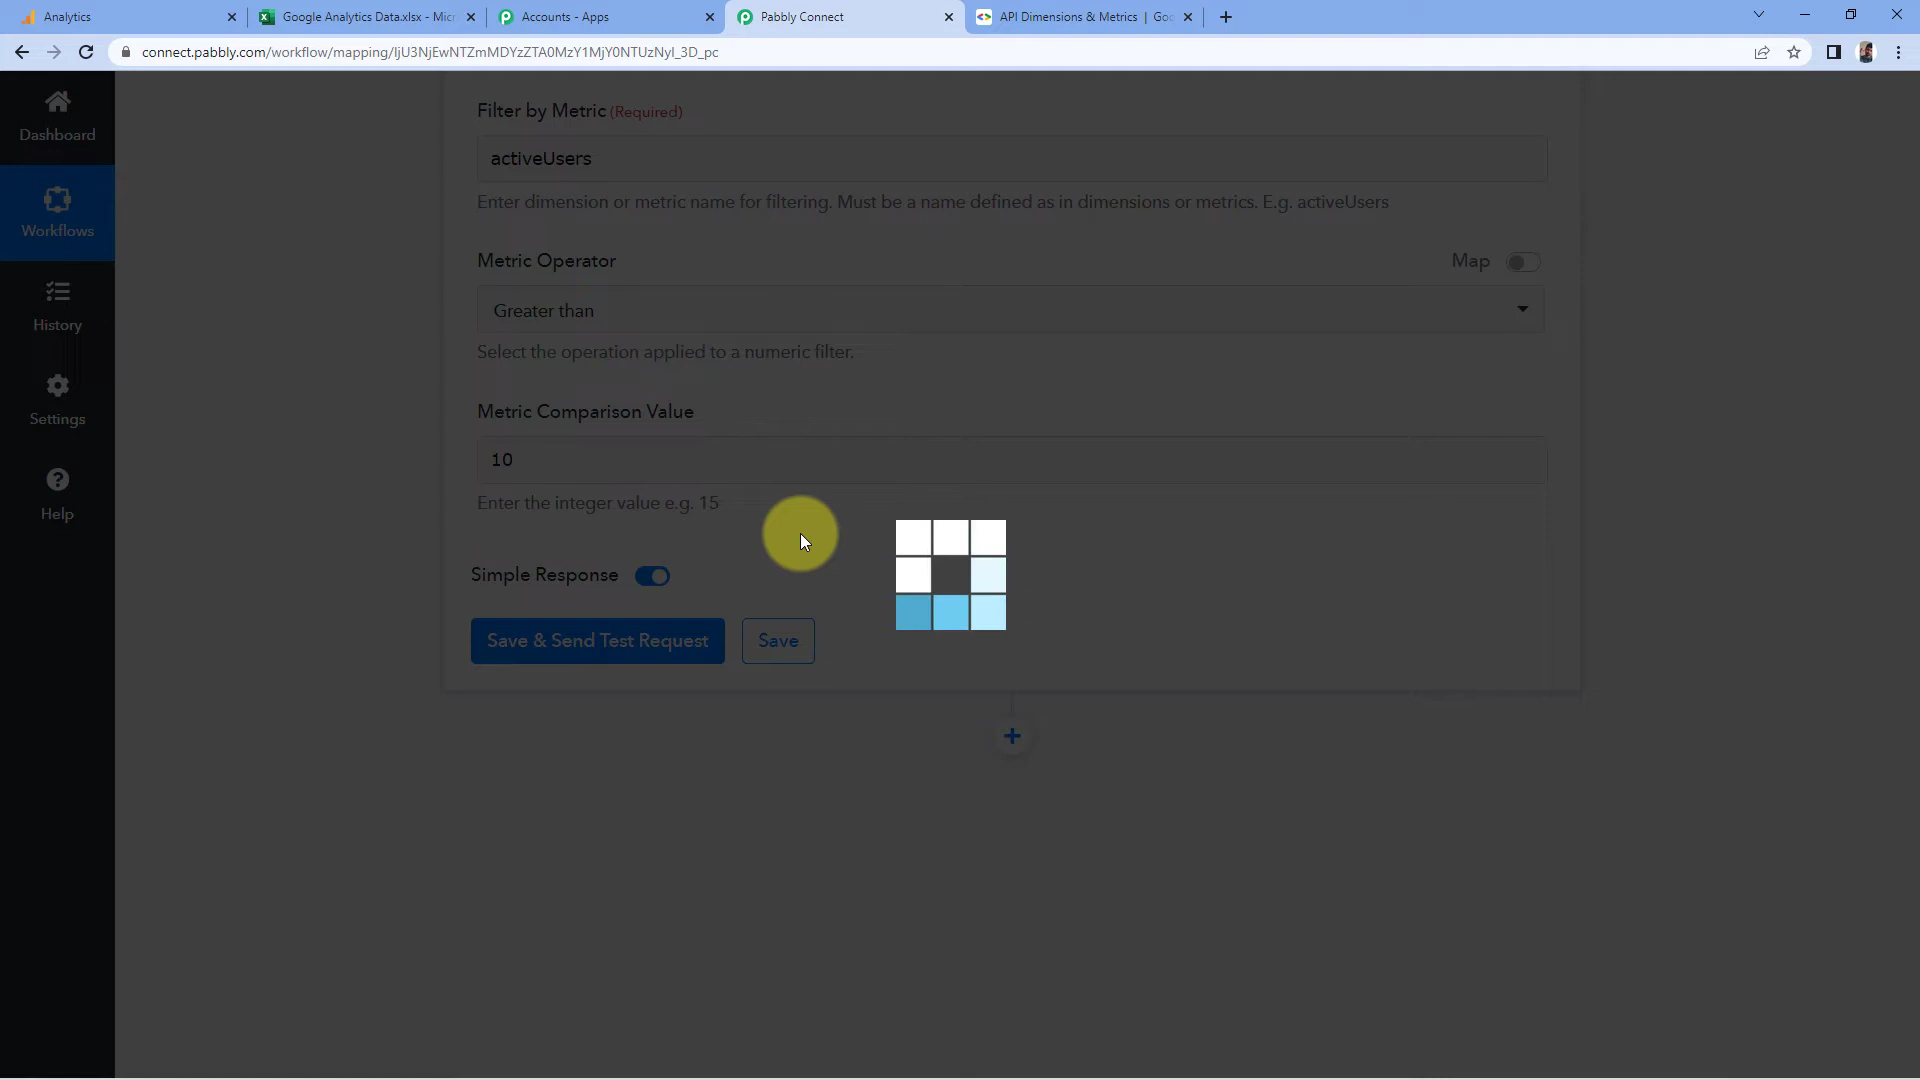 Analytics
Google Analytics Data.xlsx - Micr
Accounts - Apps
Pabbly Connect
API Dimensions & Metrics | Goo
connect.pabbly.com/workflow/mapping/IjU3NjEwNTZmMDYzZTA0MzY1MjY0NTUzNyI_3D_pc
Dashboard
Workflows
History
Settings
Help
Filter by Metric (Required)
activeUsers
Enter dimension or metric name for filtering. Must be a name defined as in dimensions or metrics. E.g. activeUsers
Metric Operator
Map
Greater than
Select the operation applied to a numeric filter.
Metric Comparison Value
10
Enter the integer value e.g. 15
Simple Response
Save & Send Test Request
Save